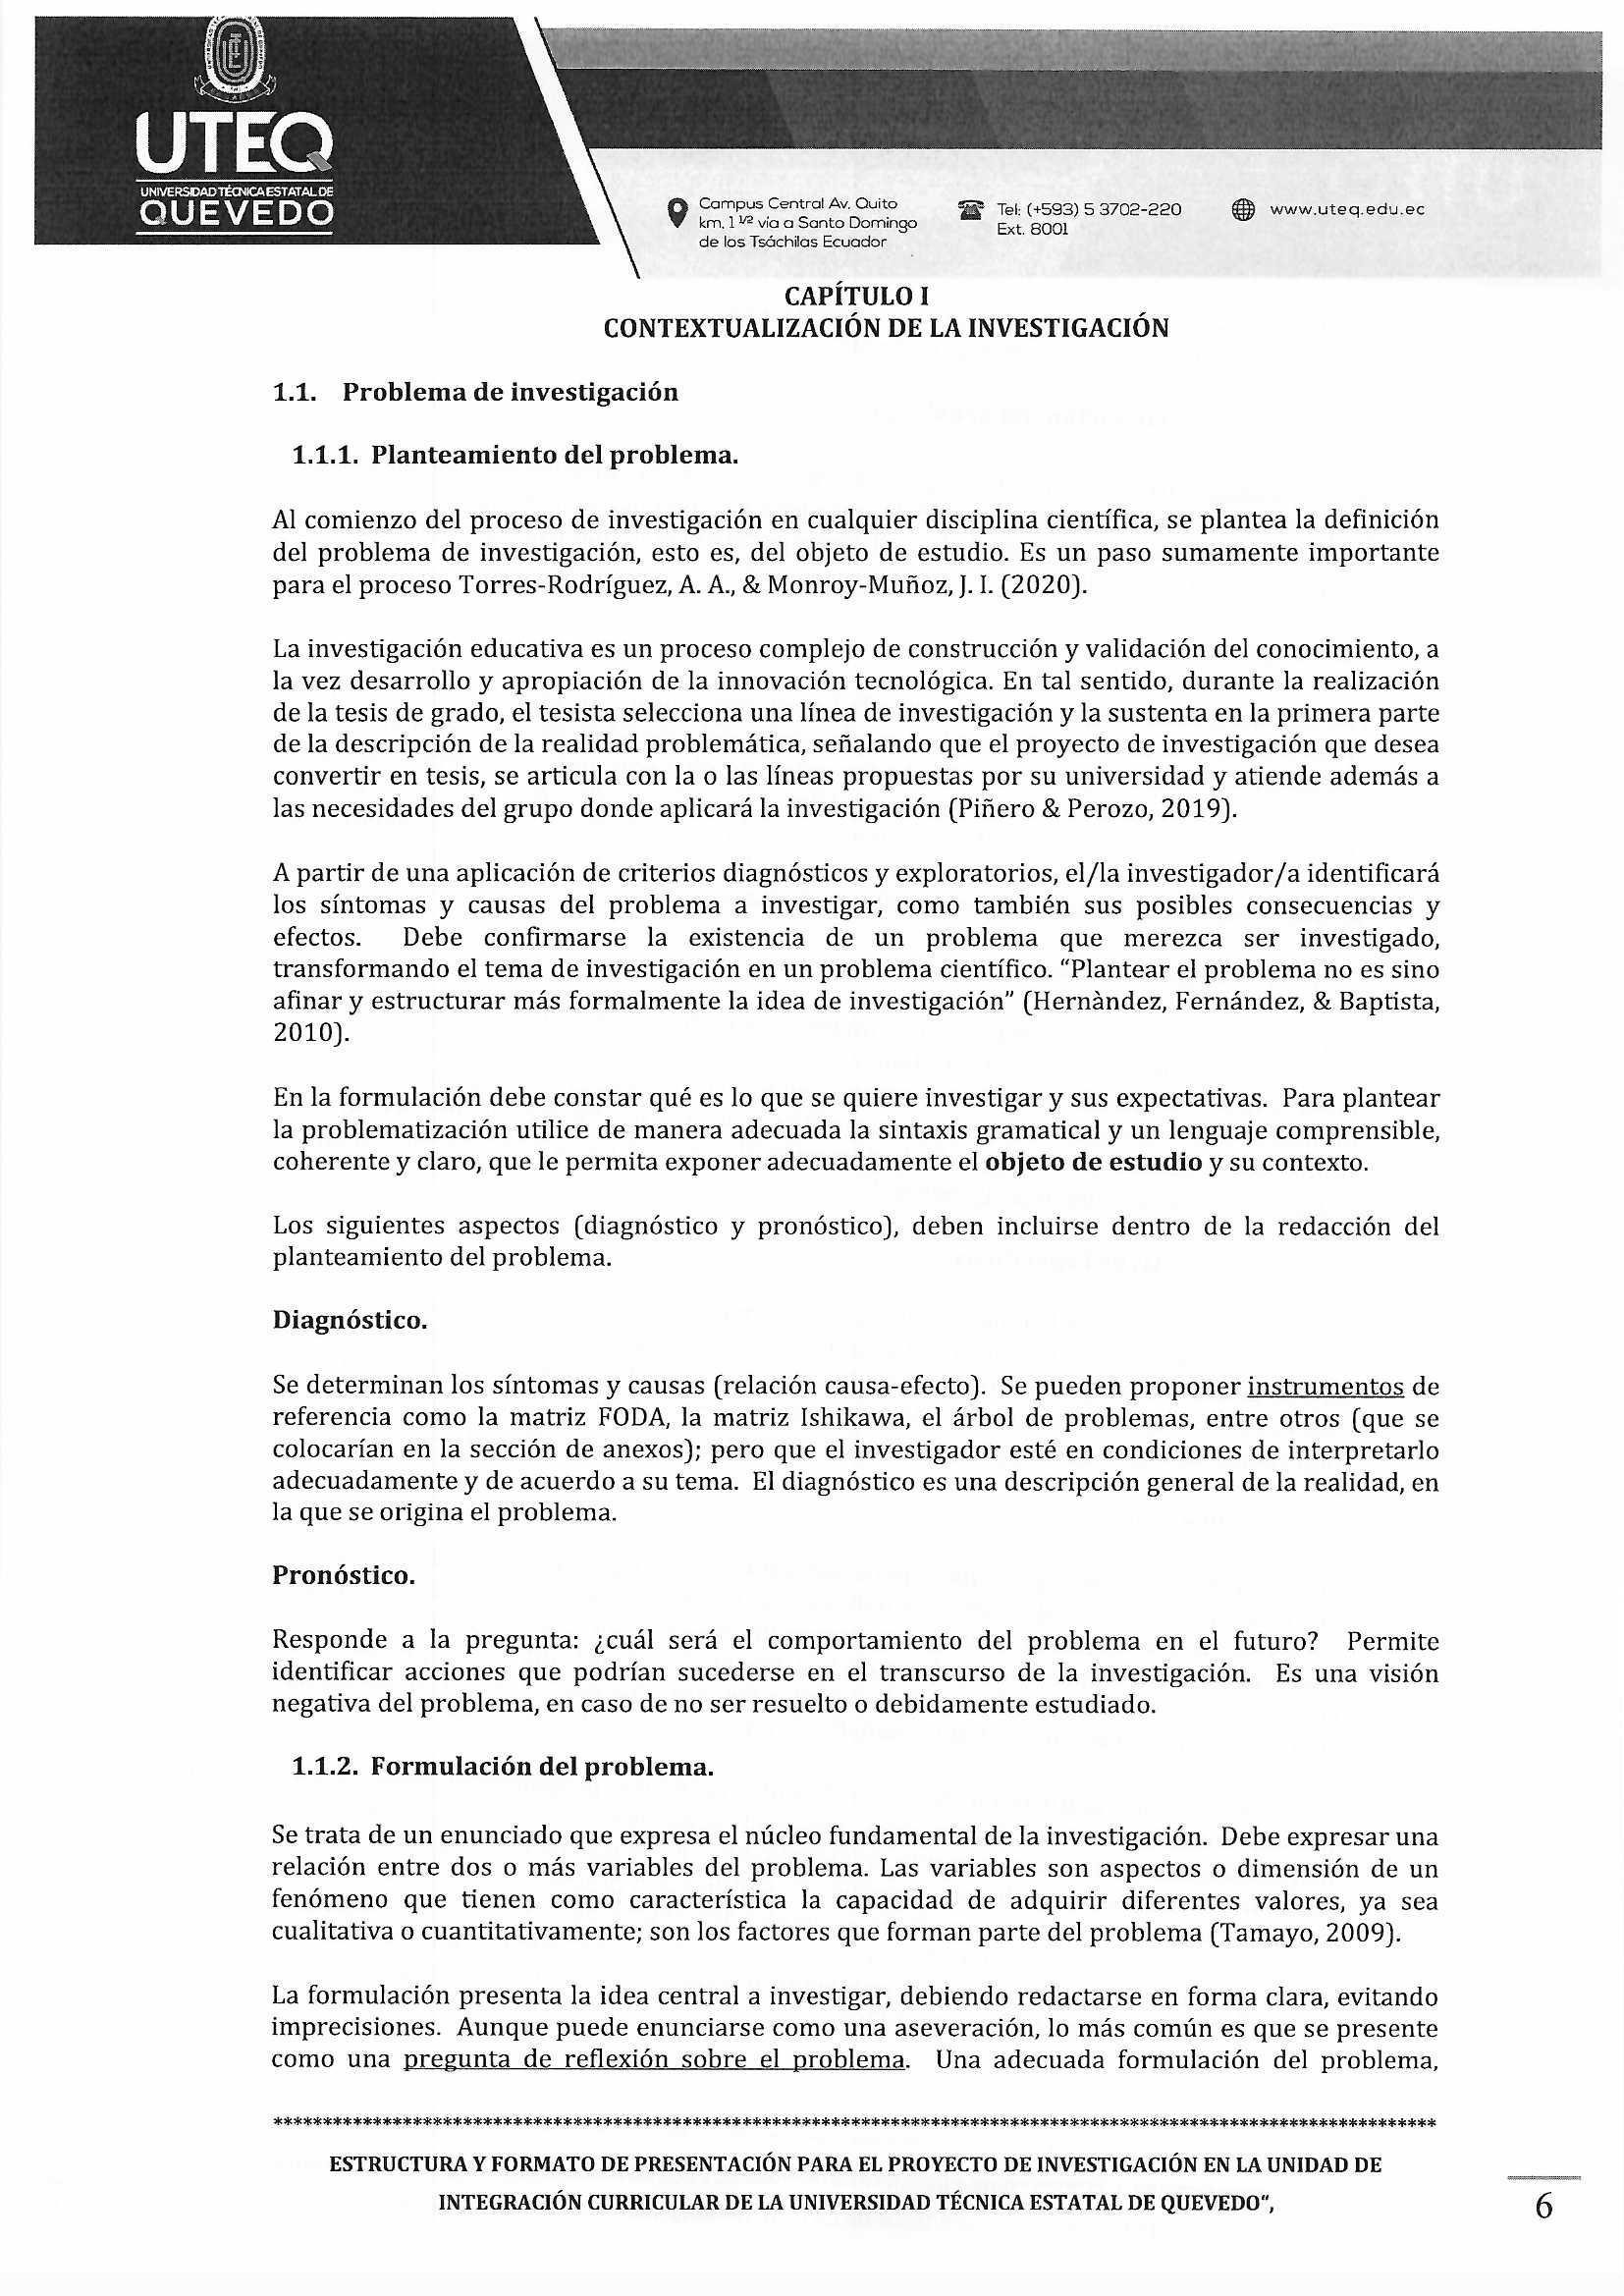 UTEQ
UNIVERSIDAD TÉCNICA ESTATAL DE
QUEVEDO
Campus Central Av. Quito
km. 1 1/2 vía a Santo Domingo
de los Tsáchilas Ecuador
Tel: (+593) 5 3702-220
Ext. 8001
www.uteq.edu.ec
CAPÍTULO I
CONTEXTUALIZACIÓN DE LA INVESTIGACIÓN
1.1. Problema de investigación
1.1.1. Planteamiento del problema.
Al comienzo del proceso de investigación en cualquier disciplina científica, se plantea la definición
del problema de investigación, esto es, del objeto de estudio. Es un paso sumamente importante
para el proceso Torres-Rodríguez, A. A., & Monroy-Muñoz, J. I. (2020).
La investigación educativa es un proceso complejo de construcción y validación del conocimiento, a
la vez desarrollo y apropiación de la innovación tecnológica. En tal sentido, durante la realización
de la tesis de grado, el tesista selecciona una línea de investigación y la sustenta en la primera parte
de la descripción de la realidad problemática, señalando que el proyecto de investigación que desea
convertir en tesis, se articula con la o las líneas propuestas por su universidad y atiende además a
las necesidades del grupo donde aplicará la investigación (Piñero & Perozo, 2019).
A partir de una aplicación de criterios diagnósticos y exploratorios, el/la investigador/a identificará
los síntomas y causas del problema a investigar, como también sus posibles consecuencias y
efectos. Debe confirmarse la existencia de un problema que merezca ser investigado,
transformando el tema de investigación en un problema científico. "Plantear el problema no es sino
afinar y estructurar más formalmente la idea de investigación" (Hernàndez, Fernández, & Baptista,
2010).
En la formulación debe constar qué es lo que se quiere investigar y sus expectativas. Para plantear
la problematización utilice de manera adecuada la sintaxis gramatical y un lenguaje comprensible,
coherente y claro, que le permita exponer adecuadamente el objeto de estudio y su contexto.
Los siguientes aspectos (diagnóstico y pronóstico), deben incluirse dentro de la redacción del
planteamiento del problema.
Diagnóstico.
Se determinan los síntomas y causas (relación causa-efecto). Se pueden proponer instrumentos de
referencia como la matriz FODA, la matriz Ishikawa, el árbol de problemas, entre otros (que se
colocarían en la sección de anexos); pero que el investigador esté en condiciones de interpretarlo
adecuadamente y de acuerdo a su tema. El diagnóstico es una descripción general de la realidad, en
la que se origina el problema.
Pronóstico.
Responde a la pregunta: ¿cuál será el comportamiento del problema en el futuro? Permite
identificar acciones que podrían sucederse en el transcurso de la investigación. Es una visión
negativa del problema, en caso de no ser resuelto o debidamente estudiado.
1.1.2. Formulación del problema.
Se trata de un enunciado que expresa el núcleo fundamental de la investigación. Debe expresar una
relación entre dos o más variables del problema. Las variables son aspectos o dimensión de un
fenómeno que tienen como característica la capacidad de adquirir diferentes valores, ya sea
cualitativa o cuantitativamente; son los factores que forman parte del problema (Tamayo, 2009).
La formulación presenta la idea central a investigar, debiendo redactarse en forma clara, evitando
imprecisiones. Aunque puede enunciarse como una aseveración, lo más común es que se presente
como una pregunta de reflexión sobre el problema. Una adecuada formulación del problema,
**********************************************************************************************************************
ESTRUCTURA Y FORMATO DE PRESENTACIÓN PARA EL PROYECTO DE INVESTIGACIÓN EN LA UNIDAD DE
INTEGRACIÓN CURRICULAR DE LA UNIVERSIDAD TÉCNICA ESTATAL DE QUEVEDO",
6